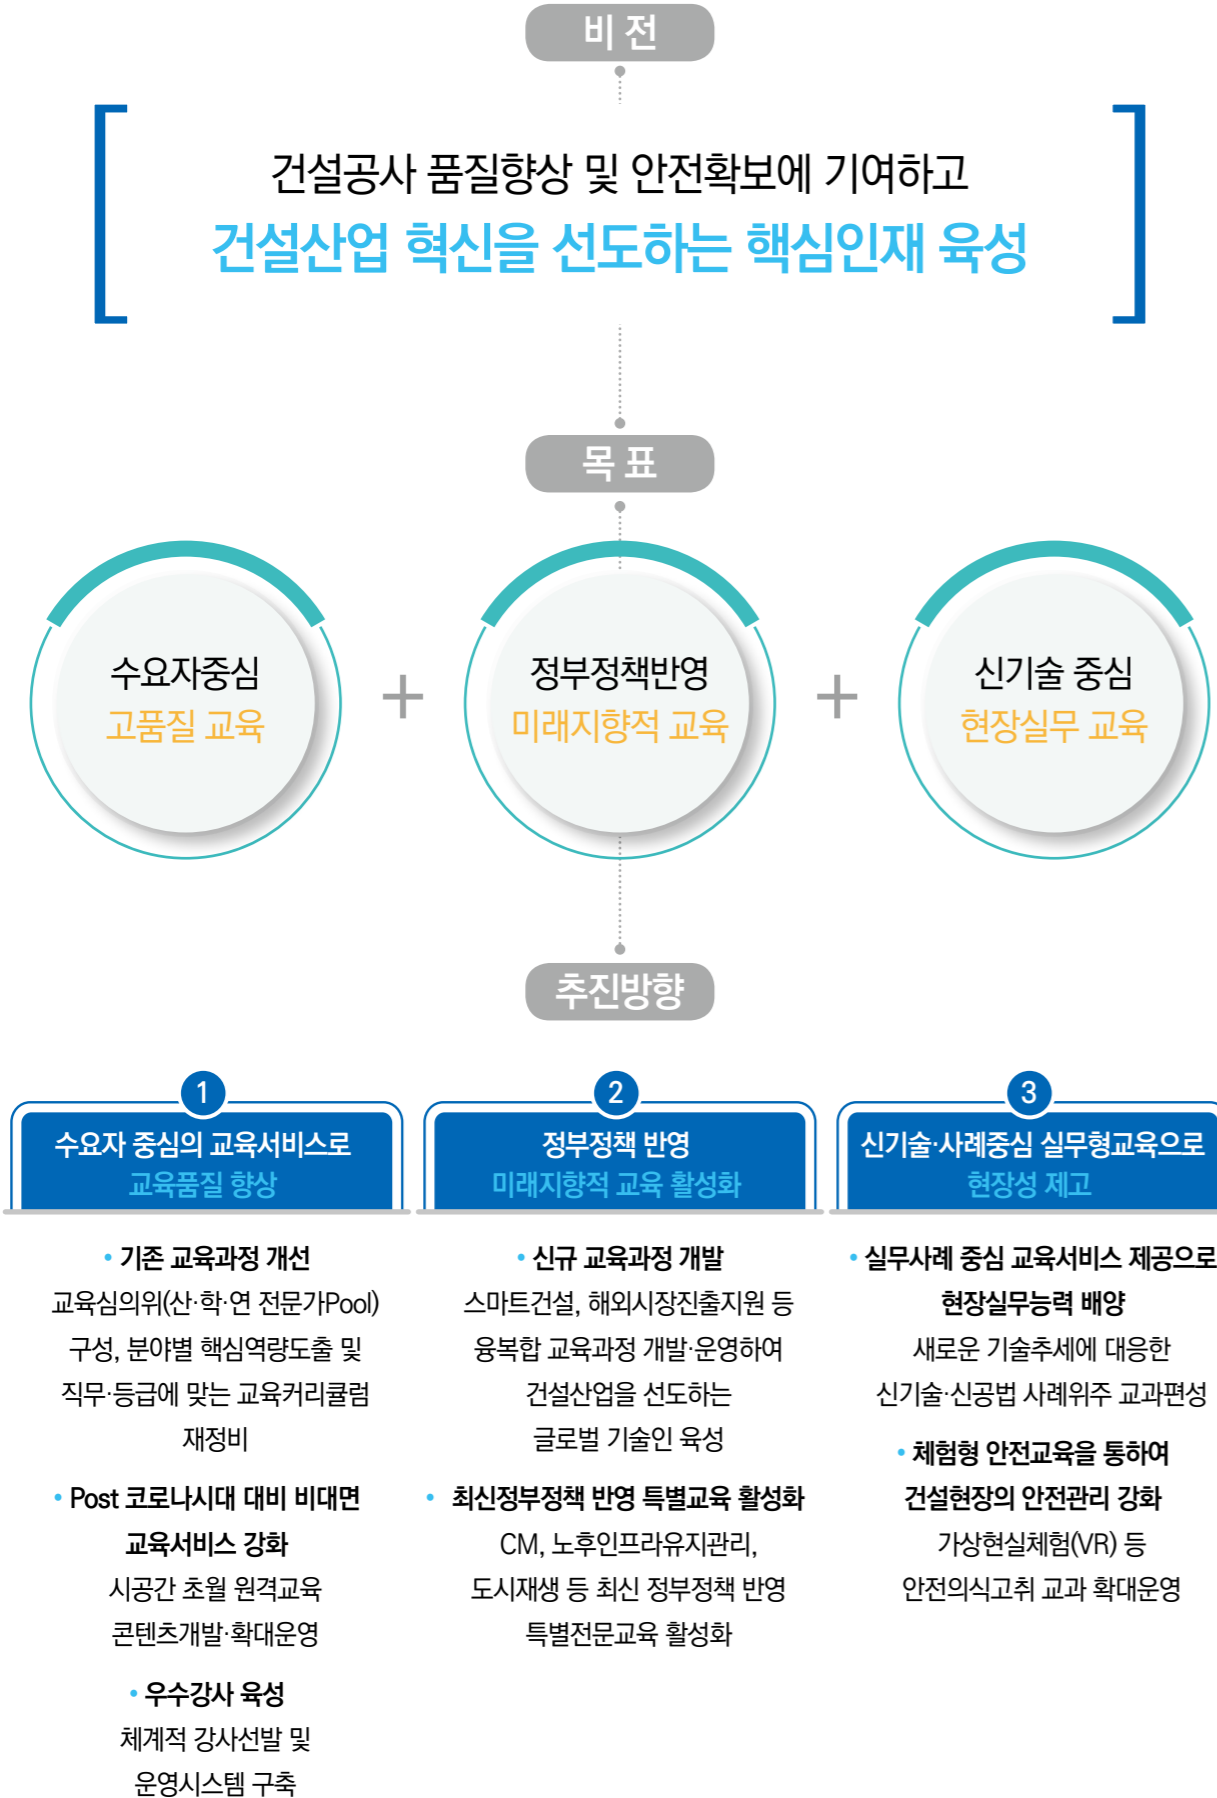 비 전
건설공사 품질향상 및 안전확보에 기여하고
건설산업 혁신을 선도하는 핵심인재 육성
목 표
수요자중심
고품질 교육
+
정부정책반영
미래지향적 교육
+
신기술 중심
현장실무 교육
추진방향
1
수요자 중심의 교육서비스로
교육품질 향상
• 기존 교육과정 개선
교육심의위(산·학·연 전문가Pool)
구성, 분야별 핵심역량도출 및
직무·등급에 맞는 교육커리큘럼
재정비
• Post 코로나시대 대비 비대면
교육서비스 강화
시공간 초월 원격교육
콘텐츠개발·확대운영
• 우수강사 육성
체계적 강사선발 및
운영시스템 구축
2
정부정책 반영
미래지향적 교육 활성화
• 신규 교육과정 개발
스마트건설, 해외시장진출지원 등
융복합 교육과정 개발·운영하여
건설산업을 선도하는
글로벌 기술인 육성
• 최신정부정책 반영 특별교육 활성화
CM, 노후인프라유지관리,
도시재생 등 최신 정부정책 반영
특별전문교육 활성화
3
신기술·사례중심 실무형교육으로
현장성 제고
• 실무사례 중심 교육서비스 제공으로
현장실무능력 배양
새로운 기술추세에 대응한
신기술·신공법 사례위주 교과편성
• 체험형 안전교육을 통하여
건설현장의 안전관리 강화
가상현실체험(VR) 등
안전의식고취 교과 확대운영